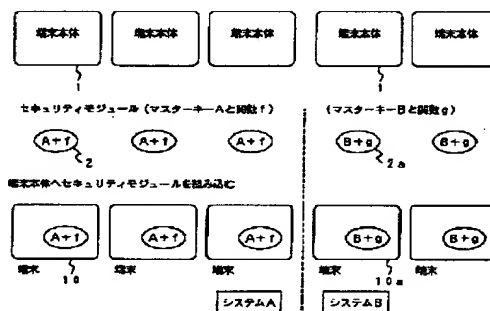 端末本体 端末本体 端末本体 端末本体 端末本体
1 1
セキュリティモジュール(マスターキーAと関数f) (マスターキーBと関数g)
A+f A+f A+f B+g B+g
2 2a
端末本体へセキュリティモジュールを組み込む
A+f A+f A+f B+g B+g
端末 端末 端末 端末 端末
10 10a
システムA システムB